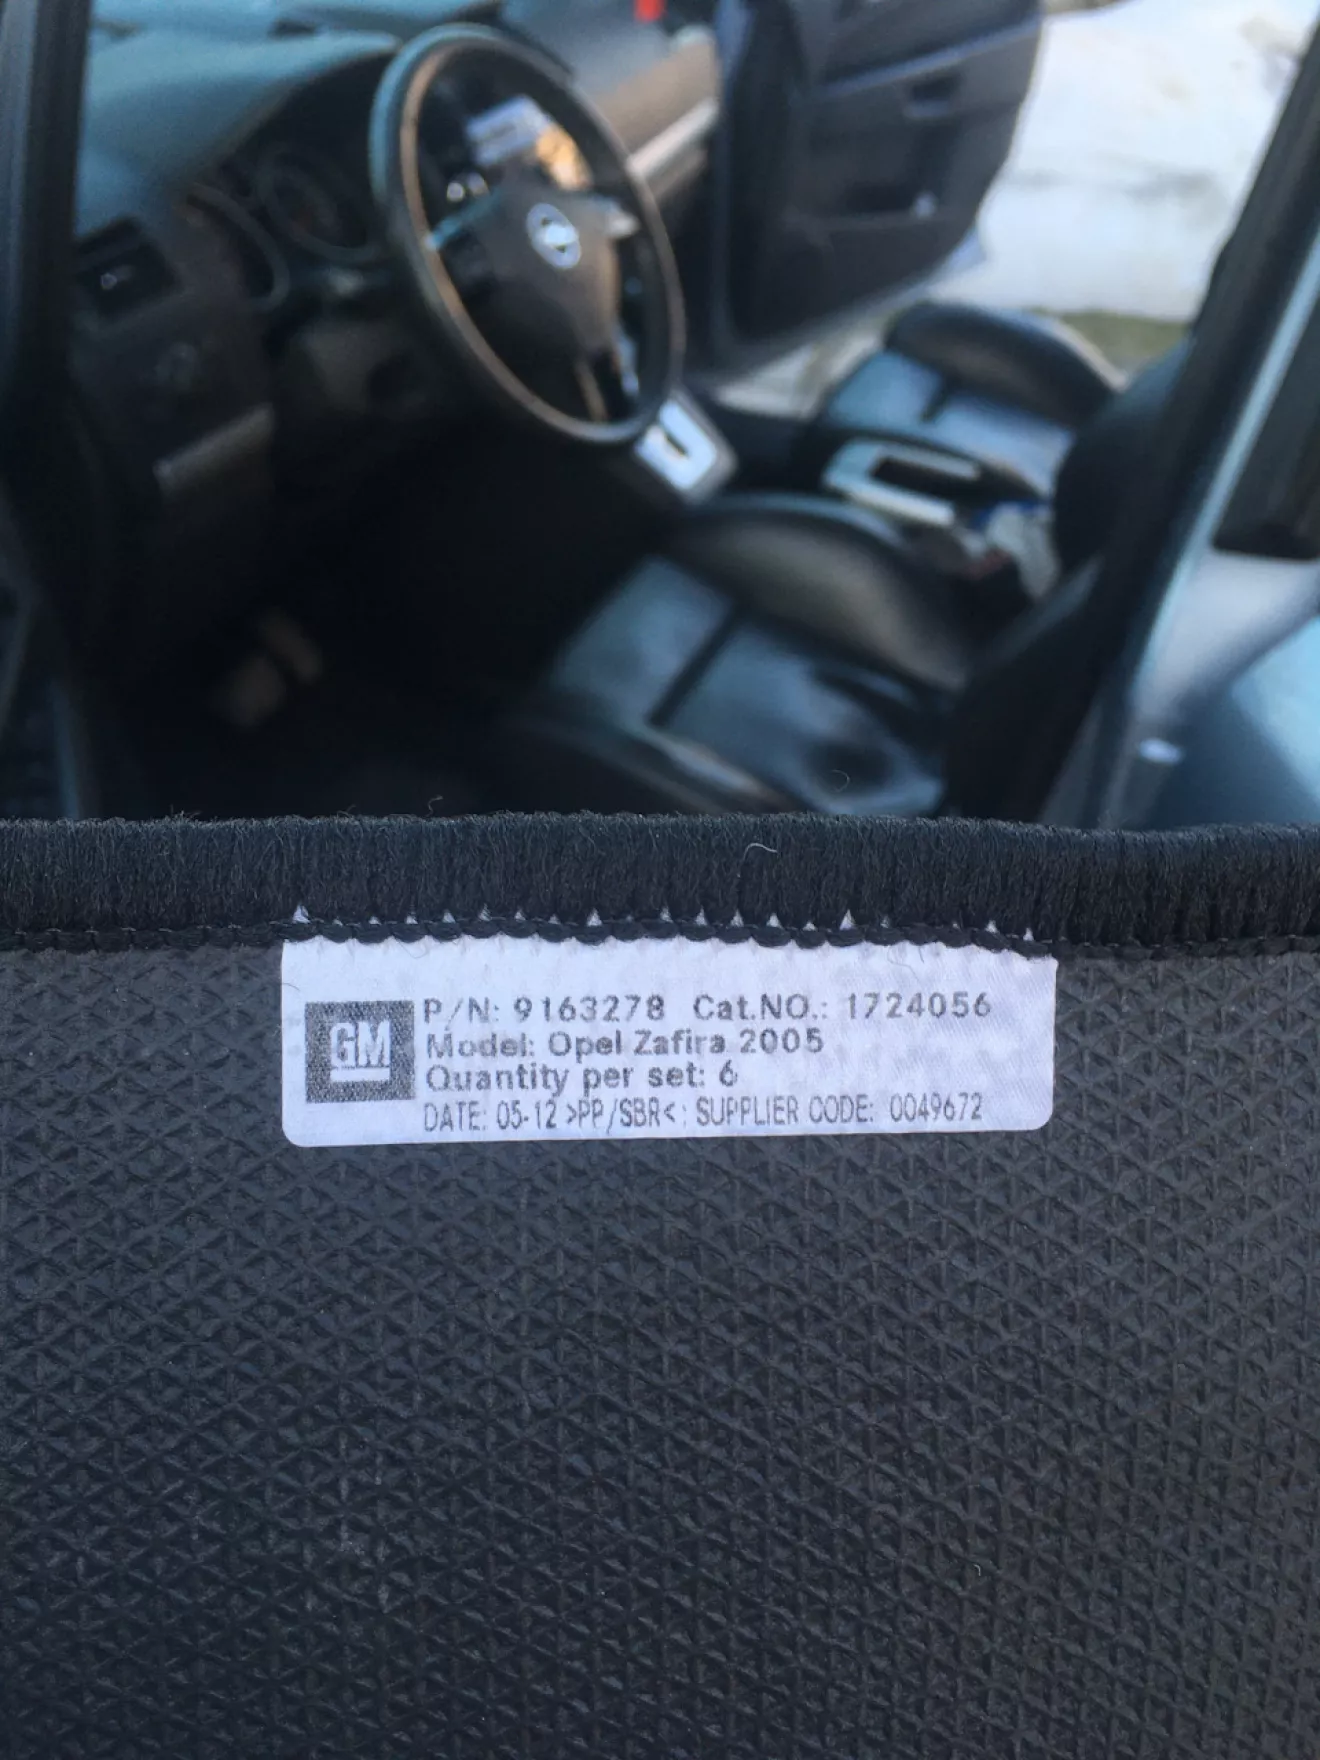 GM
P/N: 9163278 Cat.NO.: 1724056
Model: Opel Zafira 2005
Quantity per set: 6
DATE: 05-12 >PP/SBR< : SUPPLIER CODE: 0049672